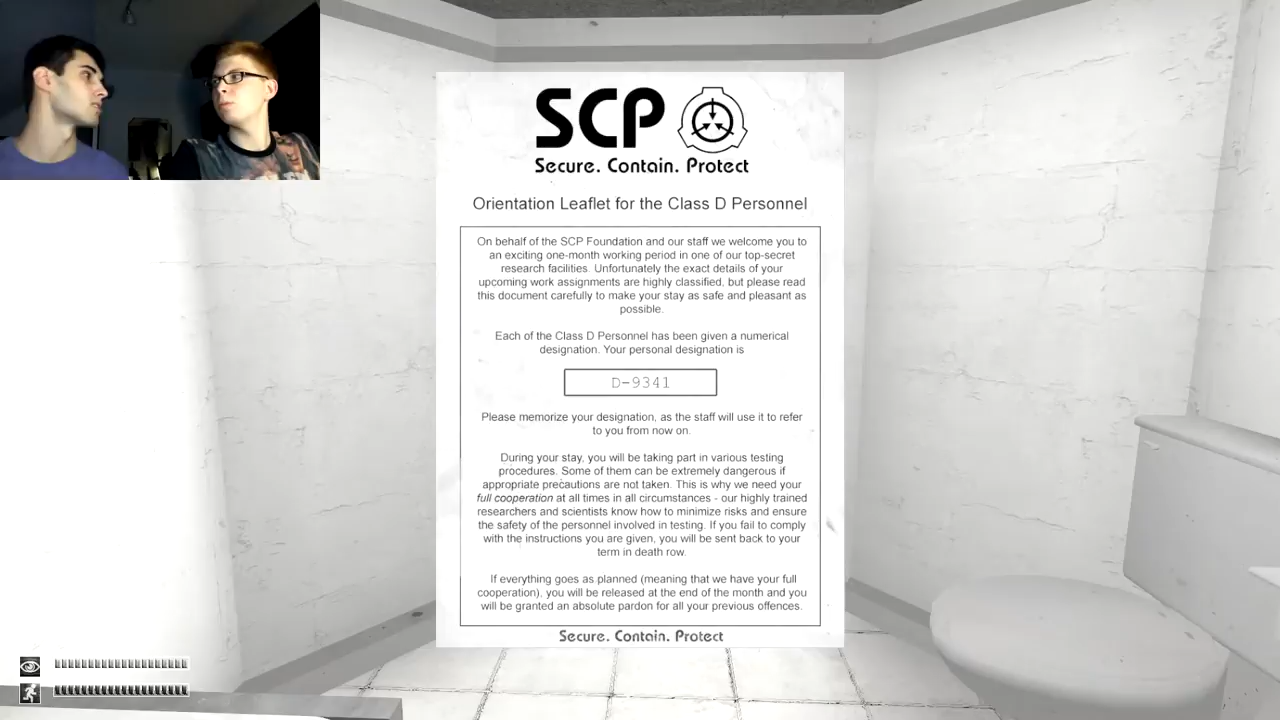 SCP
Secure. Contain. Protect
Orientation Leaflet for the Class D Personnel
On behalf of the SCP Foundation and our staff we welcome you to
an exciting one-month working period in one of our top-secret
research facilities. Unfortunately the exact details of your
upcoming work assignments are highly classified, but please read
this document carefully to make your stay as safe and pleasant as
possible.
Each of the Class D Personnel has been given a numerical
designation. Your personal designation is
D-9341
Please memorize your designation, as the staff will use it to refer
to you from now on.
During your stay, you will be taking part in various testing
procedures. Some of them can be extremely dangerous if
appropriate precautions are not taken. This is why we need your
full cooperation at all times in all circumstances - our highly trained
researchers and scientists know how to minimize risks and ensure
the safety of the personnel involved in testing. If you fail to comply
with the instructions you are given, you will be sent back to your
term in death row.
If everything goes as planned (meaning that we have your full
cooperation), you will be released at the end of the month and you
will be granted an absolute pardon for all your previous offences.
Secure. Contain. Protect